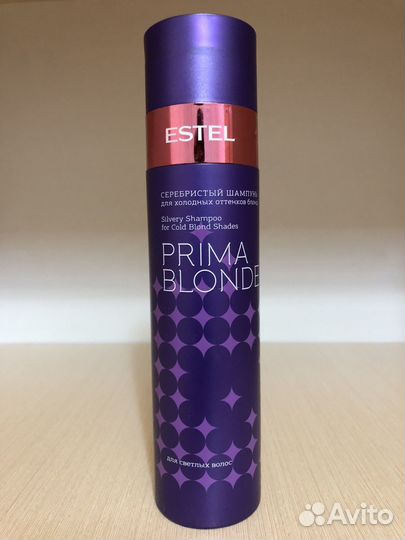 ESTEL
СЕРЕБРИСТЫЙ ШАМПУНЬ
для холодных оттенков блонд
Silvery Shampoo
for Cold Blond Shades
PRIMA
BLONDE
для светлых волос
Avito